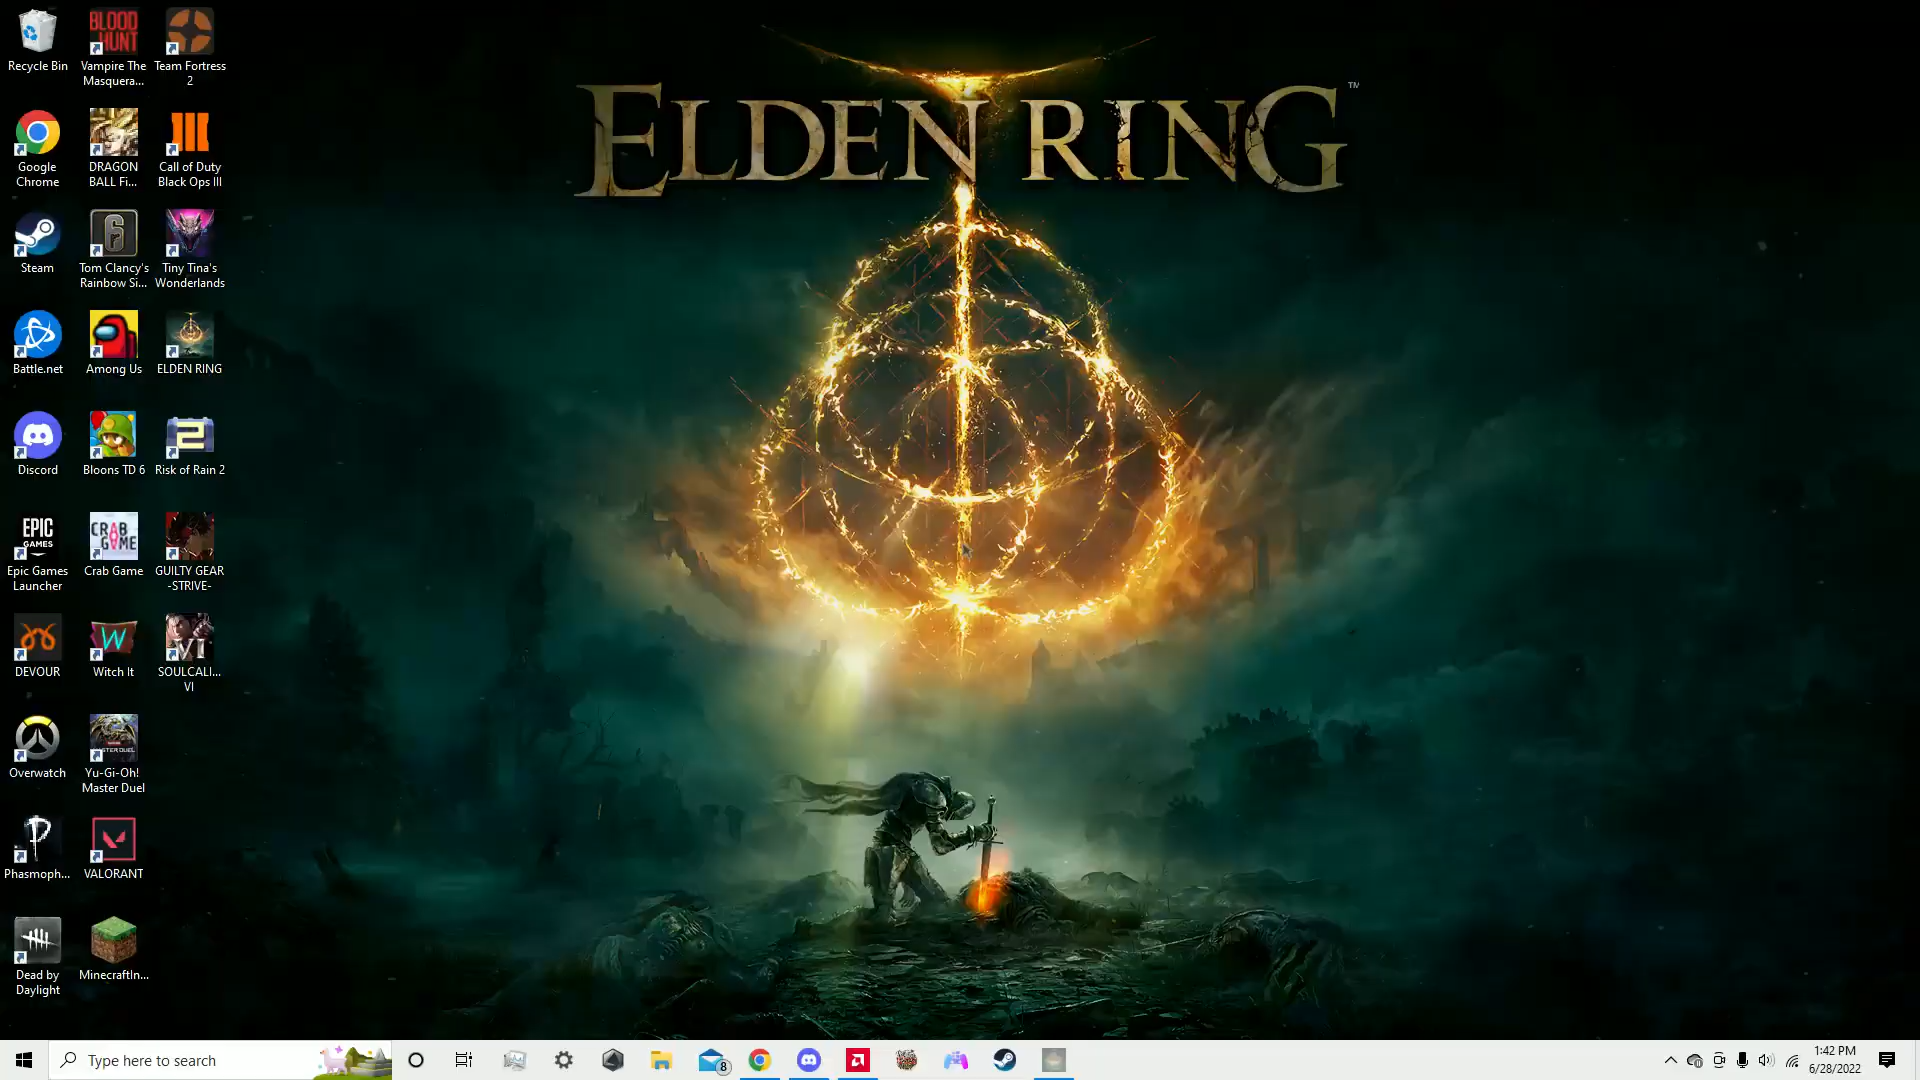 ELDEN RING™
Recycle Bin
BLOOD
HUNT
Vampire The
Masquera...
Team Fortress
2
Google
Chrome
DRAGON
BALL Fi...
Call of Duty
Black Ops III
Steam
6
Tom Clancy's
Rainbow Si...
Tiny Tina's
Wonderlands
Battle.net
Among Us
ELDEN RING
Discord
Bloons TD 6
2
Risk of Rain 2
EPIC
GAMES
Epic Games
Launcher
CRAB
GAME
Crab Game
GUILTY GEAR
-STRIVE-
DEVOUR
W
Witch It
VI
SOULCALI...
VI
Overwatch
Yu-Gi-Oh!
Master Duel
P
Phasmoph...
VALORANT
Dead by
Daylight
MinecraftIn...
Type here to search
8
1:42 PM
6/28/2022